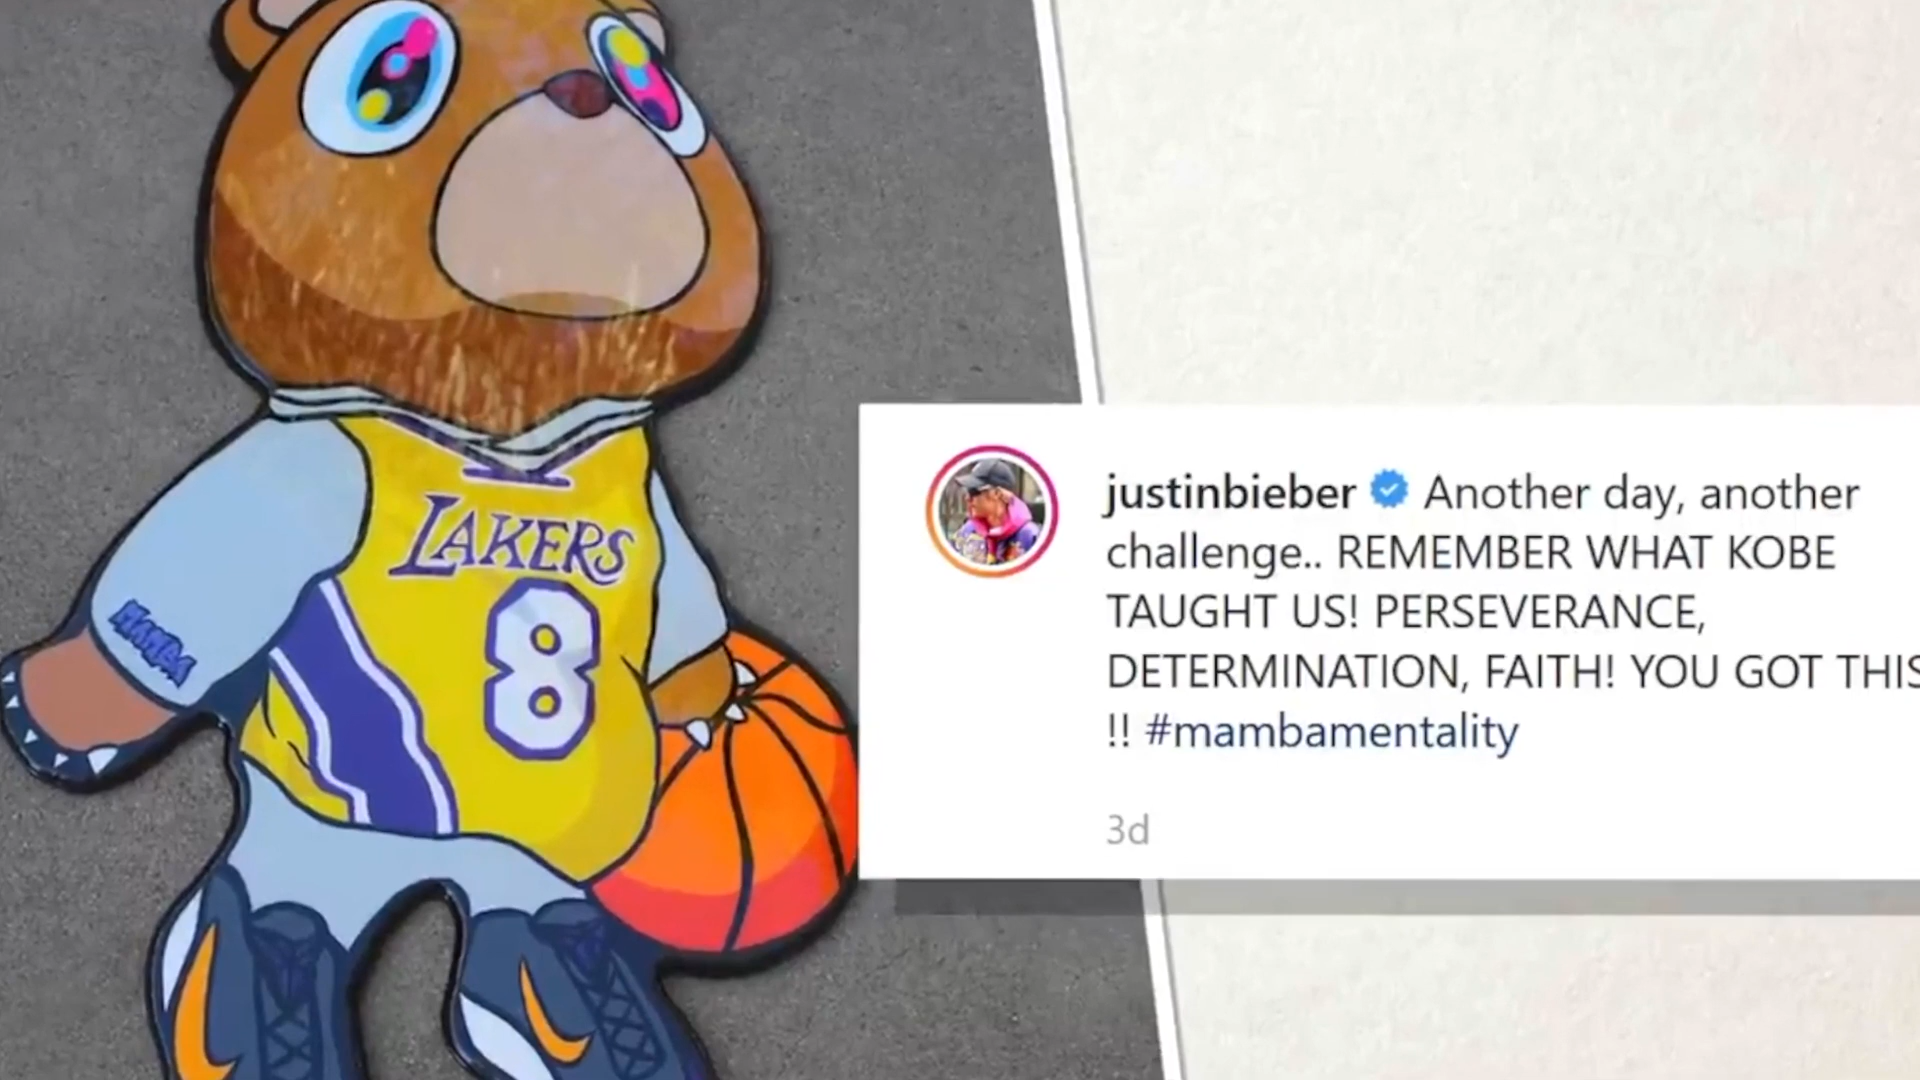 LAKERS
8
MAMBA
justinbieber Another day, another
challenge.. REMEMBER WHAT KOBE
TAUGHT US! PERSEVERANCE,
DETERMINATION, FAITH! YOU GOT THIS
!! #mambamentality
3d